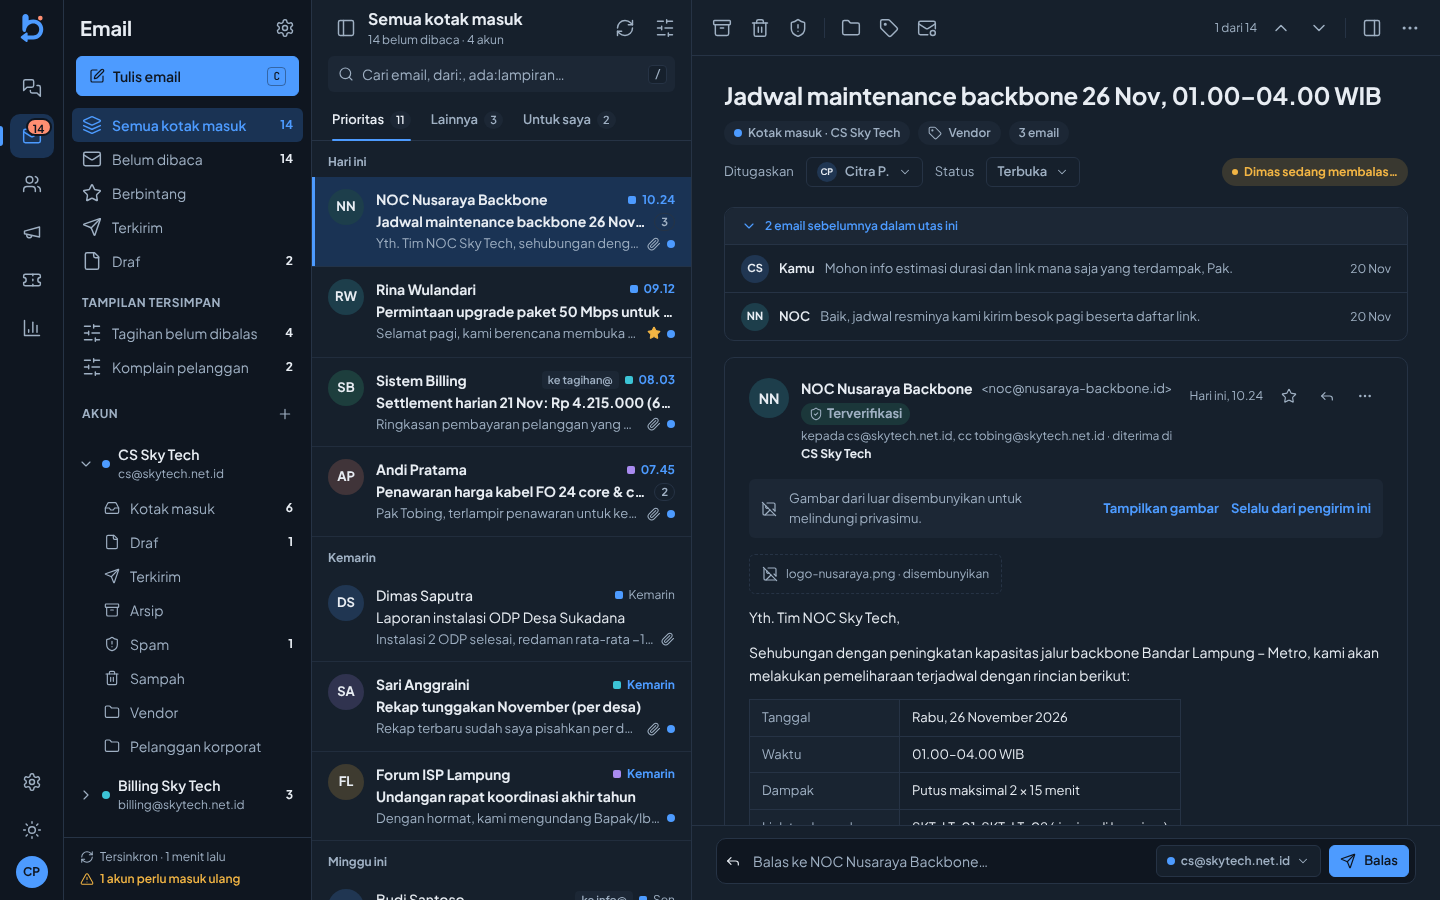 14
CP
Email
Tulis email
C
Semua kotak masuk 14
Belum dibaca 14
Berbintang
Terkirim
Draf 2
TAMPILAN TERSIMPAN
Tagihan belum dibalas 4
Komplain pelanggan 2
AKUN
CS Sky Tech
cs@skytech.net.id
Kotak masuk 6
Draf 1
Terkirim
Arsip
Spam 1
Sampah
Vendor
Pelanggan korporat
Billing Sky Tech
billing@skytech.net.id 3
Tersinkron · 1 menit lalu
1 akun perlu masuk ulang
Semua kotak masuk
14 belum dibaca · 4 akun
Cari email, dari:, ada:lampiran... /
Prioritas 11 Lainnya 3 Untuk saya 2
Hari ini
NN
NOC Nusaraya Backbone 10.24
Jadwal maintenance backbone 26 Nov... 3
Yth. Tim NOC Sky Tech, sehubungan deng...
RW
Rina Wulandari 09.12
Permintaan upgrade paket 50 Mbps untuk ...
Selamat pagi, kami berencana membuka ...
SB
Sistem Billing ke tagihan@ 08.03
Settlement harian 21 Nov: Rp 4.215.000 (6...
Ringkasan pembayaran pelanggan yang ...
AP
Andi Pratama 07.45
Penawaran harga kabel FO 24 core & c... 2
Pak Tobing, terlampir penawaran untuk ke...
Kemarin
DS
Dimas Saputra Kemarin
Laporan instalasi ODP Desa Sukadana
Instalasi 2 ODP selesai, redaman rata-rata −1...
SA
Sari Anggraini Kemarin
Rekap tunggakan November (per desa)
Rekap terbaru sudah saya pisahkan per d...
FL
Forum ISP Lampung Kemarin
Undangan rapat koordinasi akhir tahun
Dengan hormat, kami mengundang Bapak/Ib...
Minggu ini
Budi Santoso ke info@ Sen
1 dari 14
Jadwal maintenance backbone 26 Nov, 01.00–04.00 WIB
Kotak masuk · CS Sky Tech Vendor 3 email
Ditugaskan CP Citra P. Status Terbuka Dimas sedang membalas...
2 email sebelumnya dalam utas ini
CS Kamu Mohon info estimasi durasi dan link mana saja yang terdampak, Pak. 20 Nov
NN NOC Baik, jadwal resminya kami kirim besok pagi beserta daftar link. 20 Nov
NN
NOC Nusaraya Backbone <noc@nusaraya-backbone.id> Hari ini, 10.24
Terverifikasi
kepada cs@skytech.net.id, cc tobing@skytech.net.id · diterima di
CS Sky Tech
Gambar dari luar disembunyikan untuk
melindungi privasimu.
Tampilkan gambar Selalu dari pengirim ini
logo-nusaraya.png · disembunyikan
Yth. Tim NOC Sky Tech,
Sehubungan dengan peningkatan kapasitas jalur backbone Bandar Lampung – Metro, kami akan
melakukan pemeliharaan terjadwal dengan rincian berikut:
Tanggal Rabu, 26 November 2026
Waktu 01.00–04.00 WIB
Dampak Putus maksimal 2 × 15 menit
Balas ke NOC Nusaraya Backbone...
cs@skytech.net.id
Balas